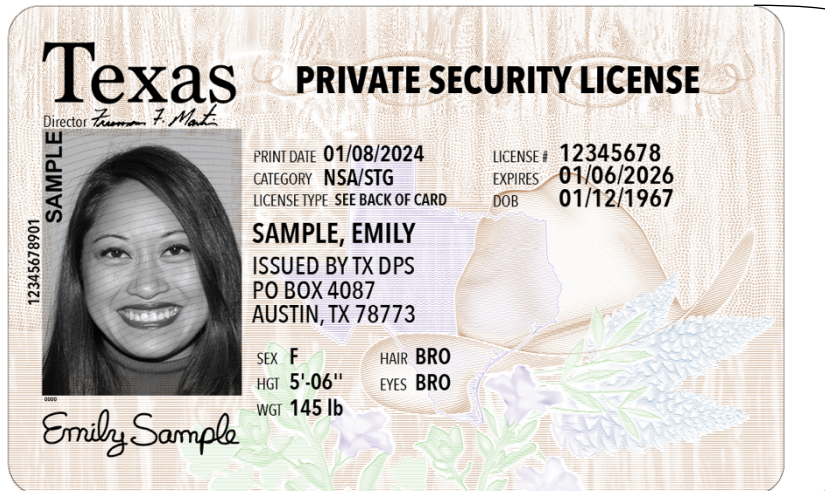 Texas
PRIVATE SECURITY LICENSE
Director Truman F. Martin
SAMPLE
12345678901
PRINT DATE 01/08/2024
CATEGORY NSA/STG
LICENSE TYPE SEE BACK OF CARD
LICENSE # 12345678
EXPIRES 01/06/2026
DOB 01/12/1967
SAMPLE, EMILY
ISSUED BY TX DPS
PO BOX 4087
AUSTIN, TX 78773
SEX F
HAIR BRO
HGT 5'-06"
EYES BRO
WGT 145 lb
0000
Emily Sample